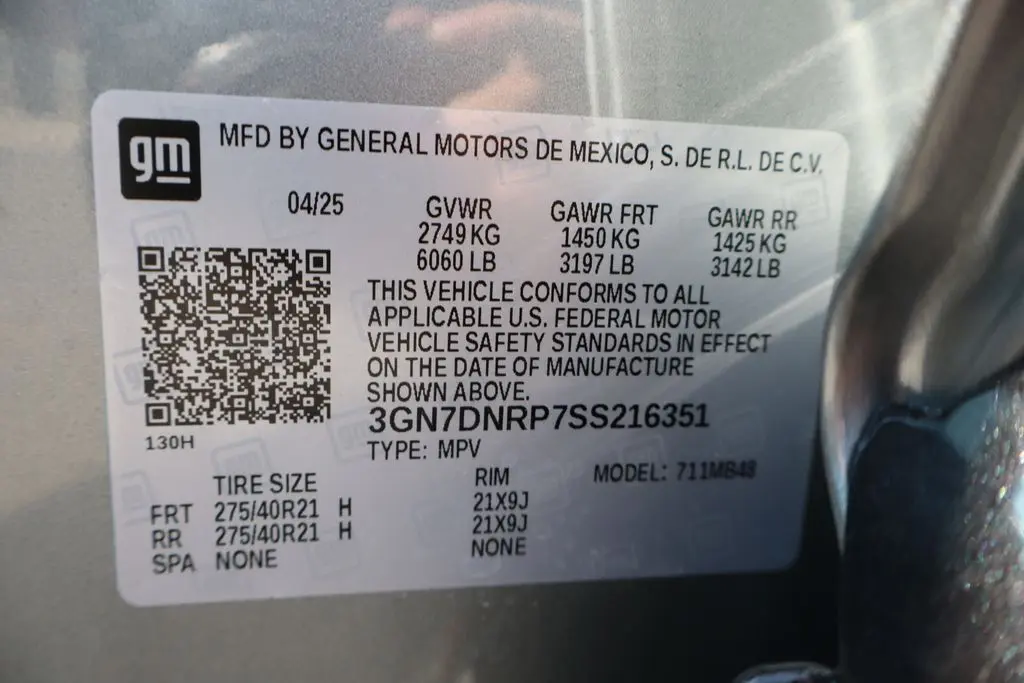 gm
MFD BY GENERAL MOTORS DE MEXICO, S. DE R.L. DE C.V.
04/25 GVWR GAWR FRT GAWR RR
2749 KG 1450 KG 1425 KG
6060 LB 3197 LB 3142 LB
THIS VEHICLE CONFORMS TO ALL
APPLICABLE U.S. FEDERAL MOTOR
VEHICLE SAFETY STANDARDS IN EFFECT
ON THE DATE OF MANUFACTURE
SHOWN ABOVE.
3GN7DNRP7SS216351
130H
TYPE: MPV
MODEL: 711MB48
TIRE SIZE RIM
FRT 275/40R21 H 21X9J
RR 275/40R21 H 21X9J
SPA NONE NONE